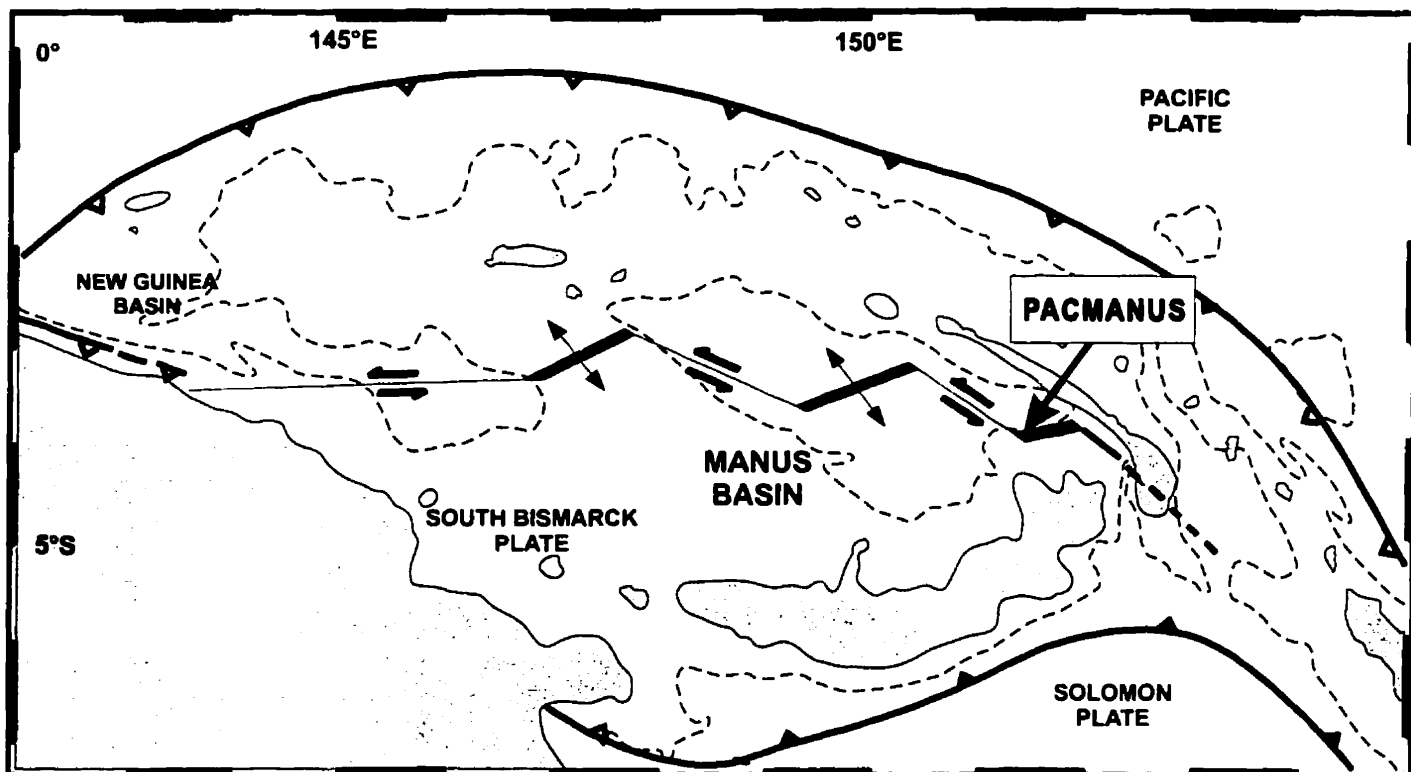 0°
145°E
150°E
PACIFIC
PLATE
NEW GUINEA
BASIN
PACMANUS
MANUS
BASIN
SOUTH BISMARCK
PLATE
5°S
SOLOMON
PLATE